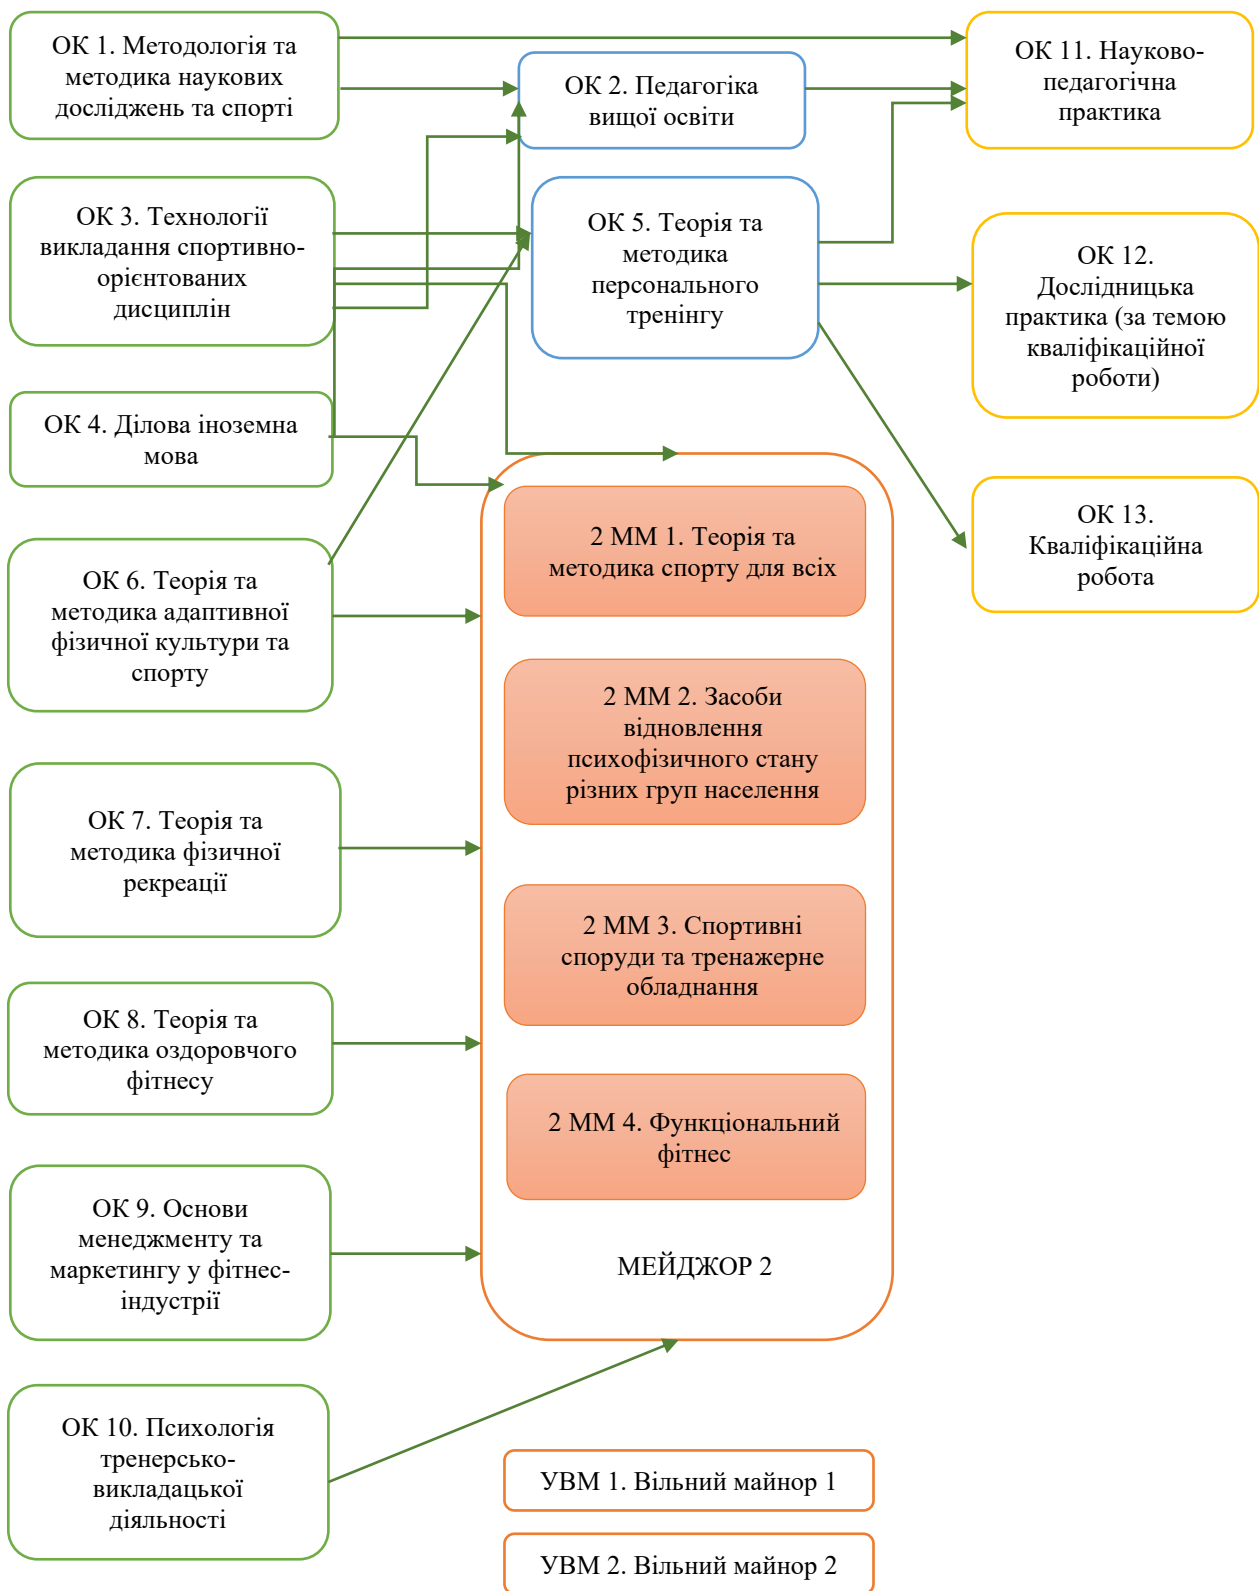 ОК 1. Методологія та
методика наукових
досліджень та спорті
ОК 2. Педагогіка
вищої освіти
ОК 11. Науково-
педагогічна
практика
ОК 3. Технології
викладання спортивно-
орієнтованих
дисциплін
ОК 5. Теорія та
методика
персонального
тренінгу
ОК 12.
Дослідницька
практика (за темою
кваліфікаційної
роботи)
ОК 4. Ділова іноземна
мова
ОК 13.
Кваліфікаційна
робота
ОК 6. Теорія та
методика адаптивної
фізичної культури та
спорту
2 ММ 1. Теорія та
методика спорту для всіх
2 ММ 2. Засоби
відновлення
психофізичного стану
різних груп населення
ОК 7. Теорія та
методика фізичної
рекреації
2 ММ 3. Спортивні
споруди та тренажерне
обладнання
ОК 8. Теорія та
методика оздоровчого
фітнесу
2 ММ 4. Функціональний
фітнес
ОК 9. Основи
менеджменту та
маркетингу у фітнес-
індустрії
МЕЙДЖОР 2
ОК 10. Психологія
тренерсько-
викладацької
діяльності
УВМ 1. Вільний майнор 1
УВМ 2. Вільний майнор 2